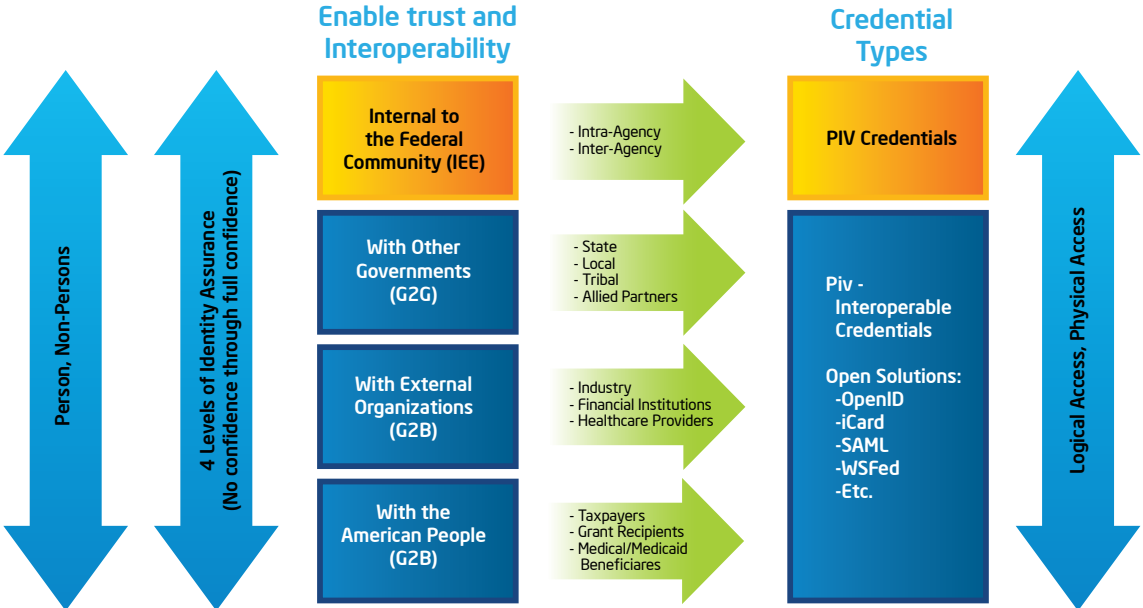 Enable trust and
Interoperability
Credential
Types
Person, Non-Persons
4 Levels of Identity Assurance
(No confidence through full confidence)
Internal to
the Federal
Community (IEE)
- Intra-Agency
- Inter-Agency
PIV Credentials
With Other
Governments
(G2G)
- State
- Local
- Tribal
- Allied Partners
With External
Organizations
(G2B)
- Industry
- Financial Institutions
- Healthcare Providers
With the
American People
(G2B)
- Taxpayers
- Grant Recipients
- Medical/Medicaid
Beneficiares
Piv -
Interoperable
Credentials
Open Solutions:
-OpenID
-iCard
-SAML
-WSFed
-Etc.
Logical Access, Physical Access